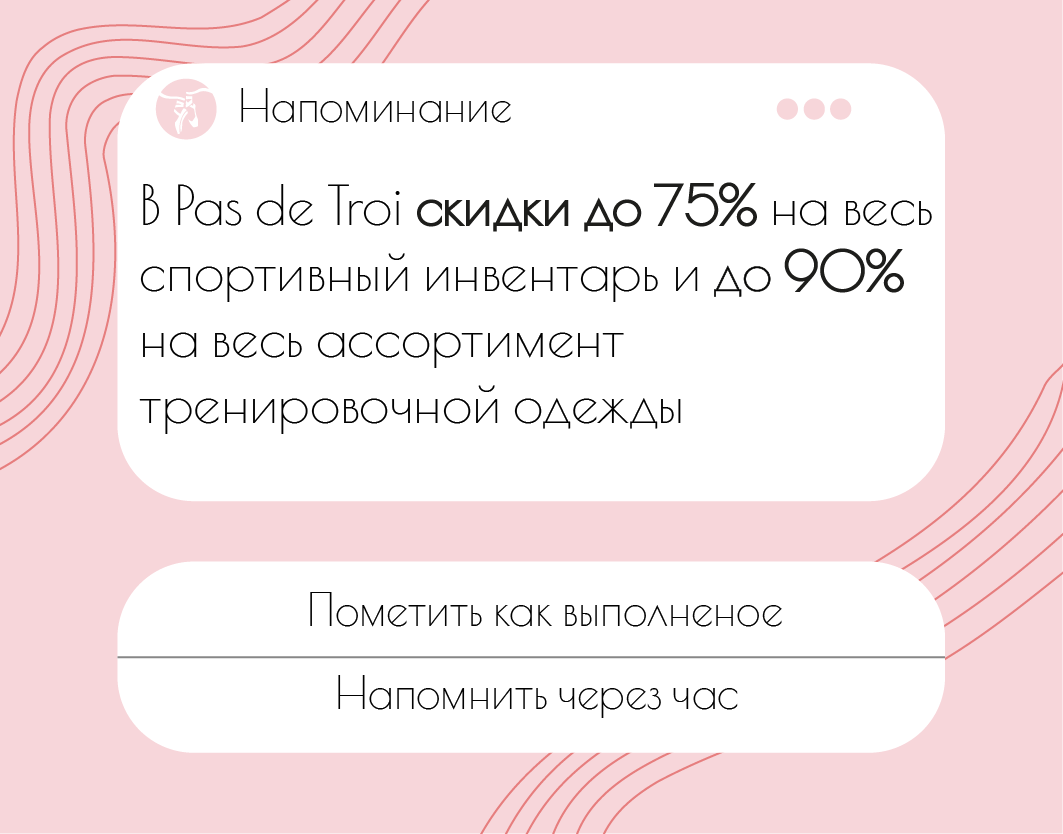 Напоминание
В Pas de Troi скидки до 75% на весь
спортивный инвентарь и до 90%
на весь ассортимент
тренировочной одежды
Пометить как выполненое
Напомнить через час